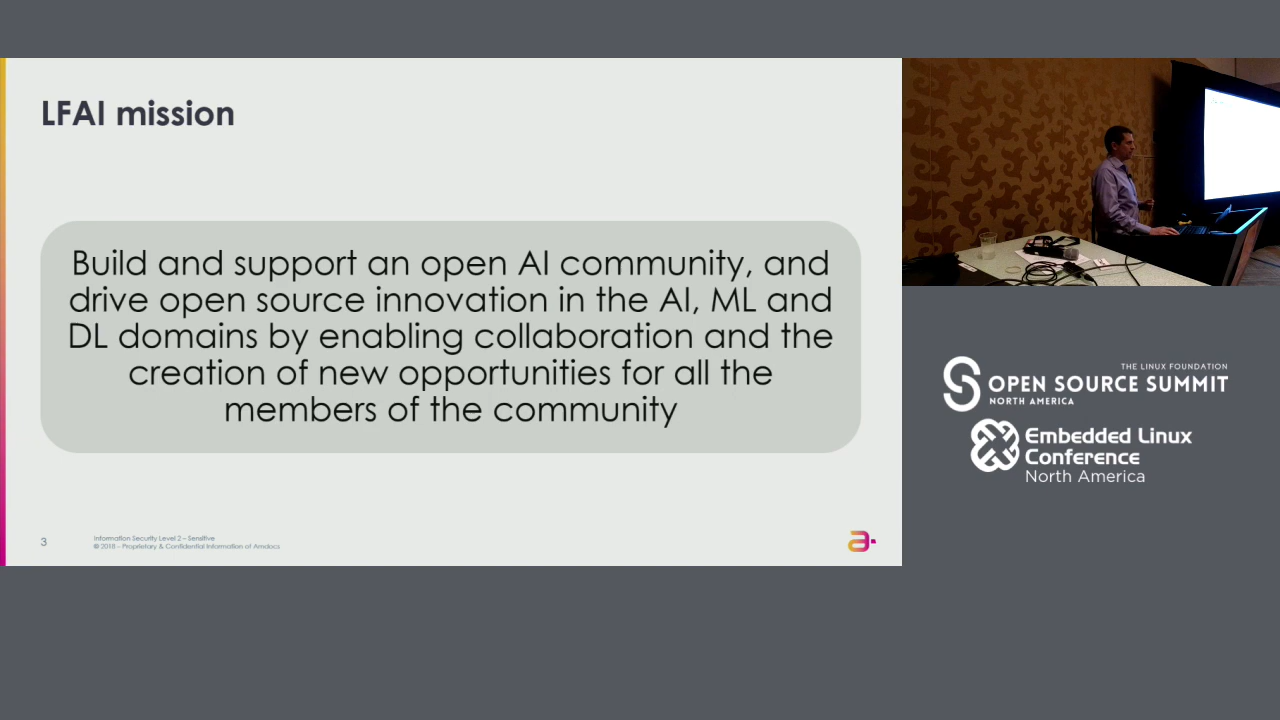 LFAI mission
Build and support an open AI community, and
drive open source innovation in the AI, ML and
DL domains by enabling collaboration and the
creation of new opportunities for all the
members of the community
3
Information Security Level 2 – Sensitive
© 2018 – Proprietary & Confidential Information of Amdocs
THE LINUX FOUNDATION
OPEN SOURCE SUMMIT
NORTH AMERICA
Embedded Linux
Conference
North America